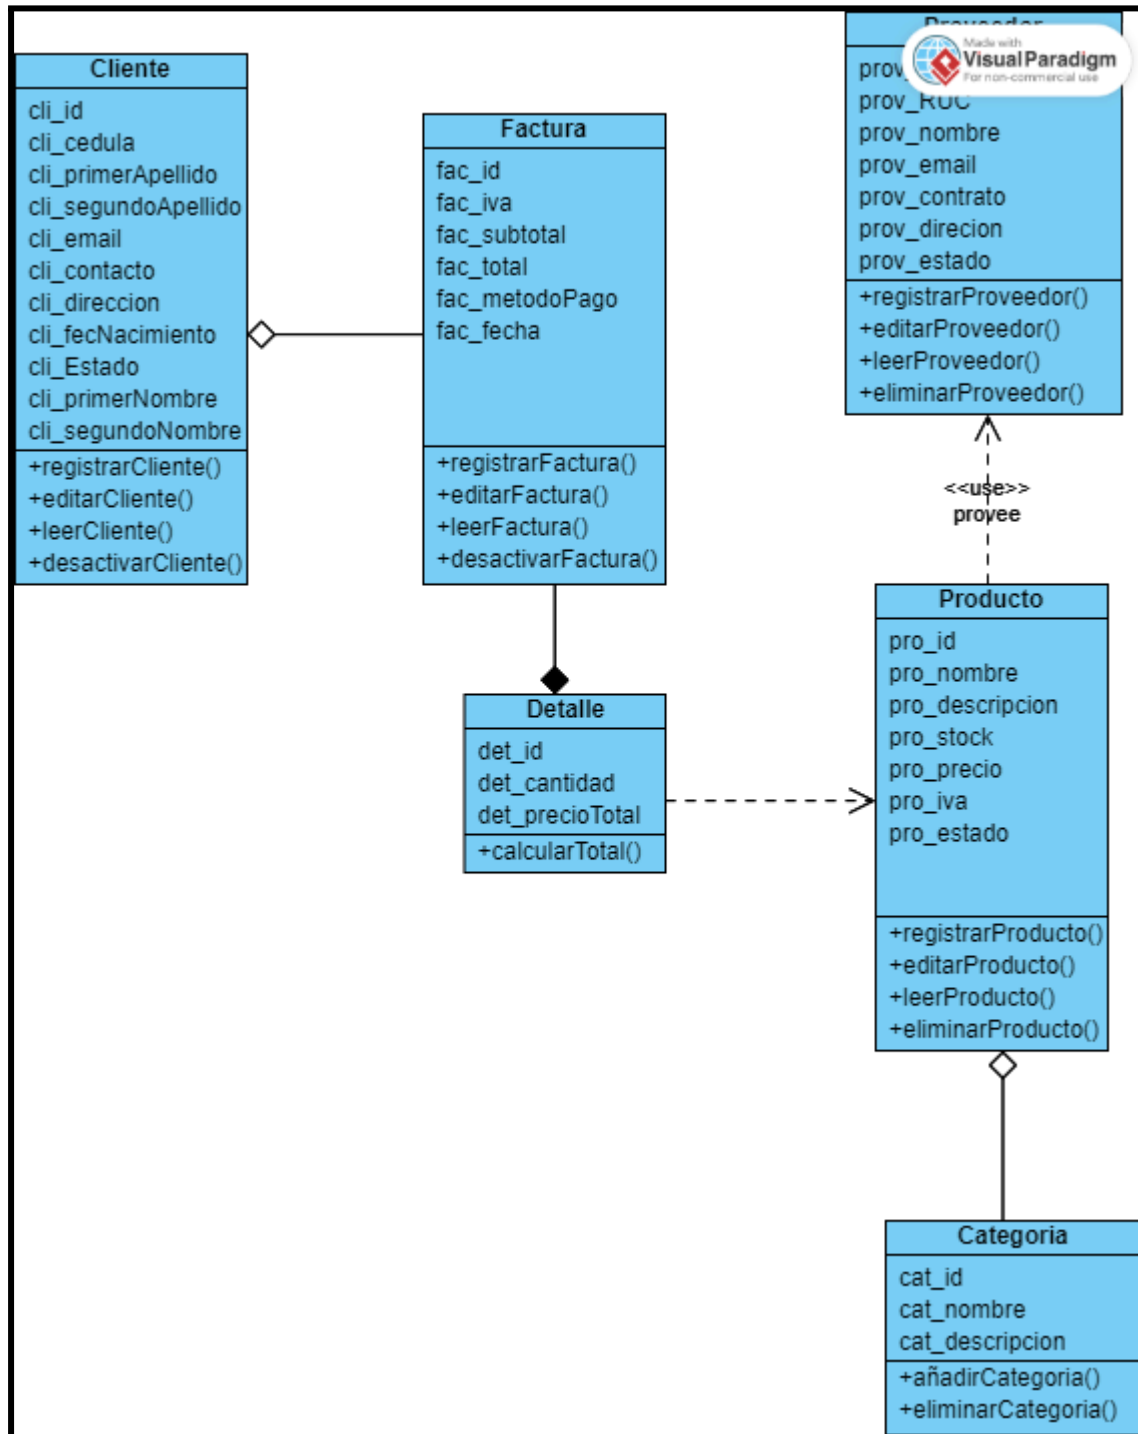 Cliente
cli_id
cli_cedula
cli_primerApellido
cli_segundoApellido
cli_email
cli_contacto
cli_direccion
cli_fecNacimiento
cli_Estado
cli_primerNombre
cli_segundoNombre
+registrarCliente()
+editarCliente()
+leerCliente()
+desactivarCliente()
Factura
fac_id
fac_iva
fac_subtotal
fac_total
fac_metodoPago
fac_fecha
+registrarFactura()
+editarFactura()
+leerFactura()
+desactivarFactura()
Detalle
det_id
det_cantidad
det_precioTotal
+calcularTotal()
Proveedor
Made with
VisualParadigm
For non-commercial use
prov_RUC
prov_nombre
prov_email
prov_contrato
prov_direcion
prov_estado
+registrarProveedor()
+editarProveedor()
+leerProveedor()
+eliminarProveedor()
<<use>>
provee
Producto
pro_id
pro_nombre
pro_descripcion
pro_stock
pro_precio
pro_iva
pro_estado
+registrarProducto()
+editarProducto()
+leerProducto()
+eliminarProducto()
Categoria
cat_id
cat_nombre
cat_descripcion
+añadirCategoria()
+eliminarCategoria()